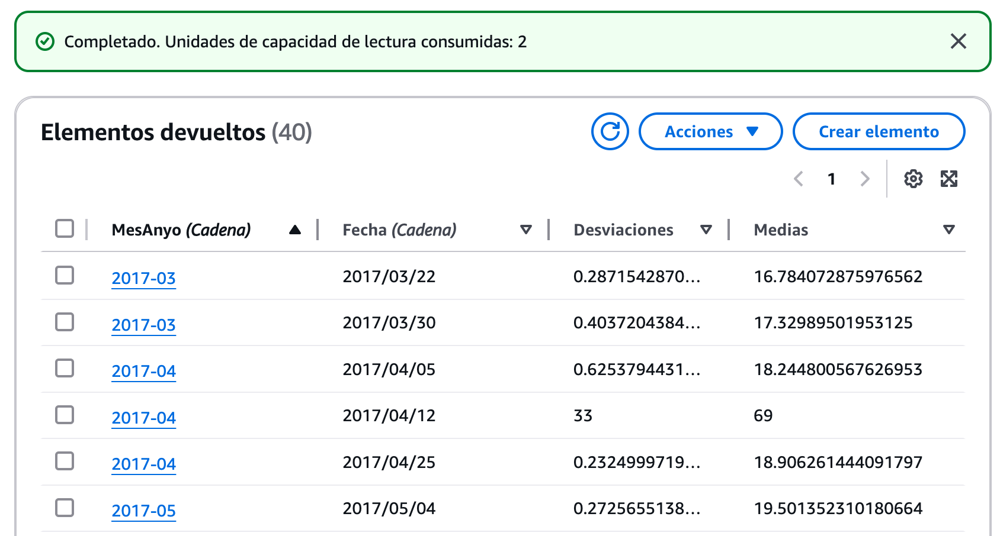 Completado. Unidades de capacidad de lectura consumidas: 2
Elementos devueltos (40)
Acciones
Crear elemento
1
MesAnyo (Cadena) Fecha (Cadena) Desviaciones Medias
2017-03 2017/03/22 0.2871542870... 16.784072875976562
2017-03 2017/03/30 0.4037204384... 17.32989501953125
2017-04 2017/04/05 0.6253794431... 18.244800567626953
2017-04 2017/04/12 33 69
2017-04 2017/04/25 0.2324999719... 18.906261444091797
2017-05 2017/05/04 0.2725655138... 19.501352310180664